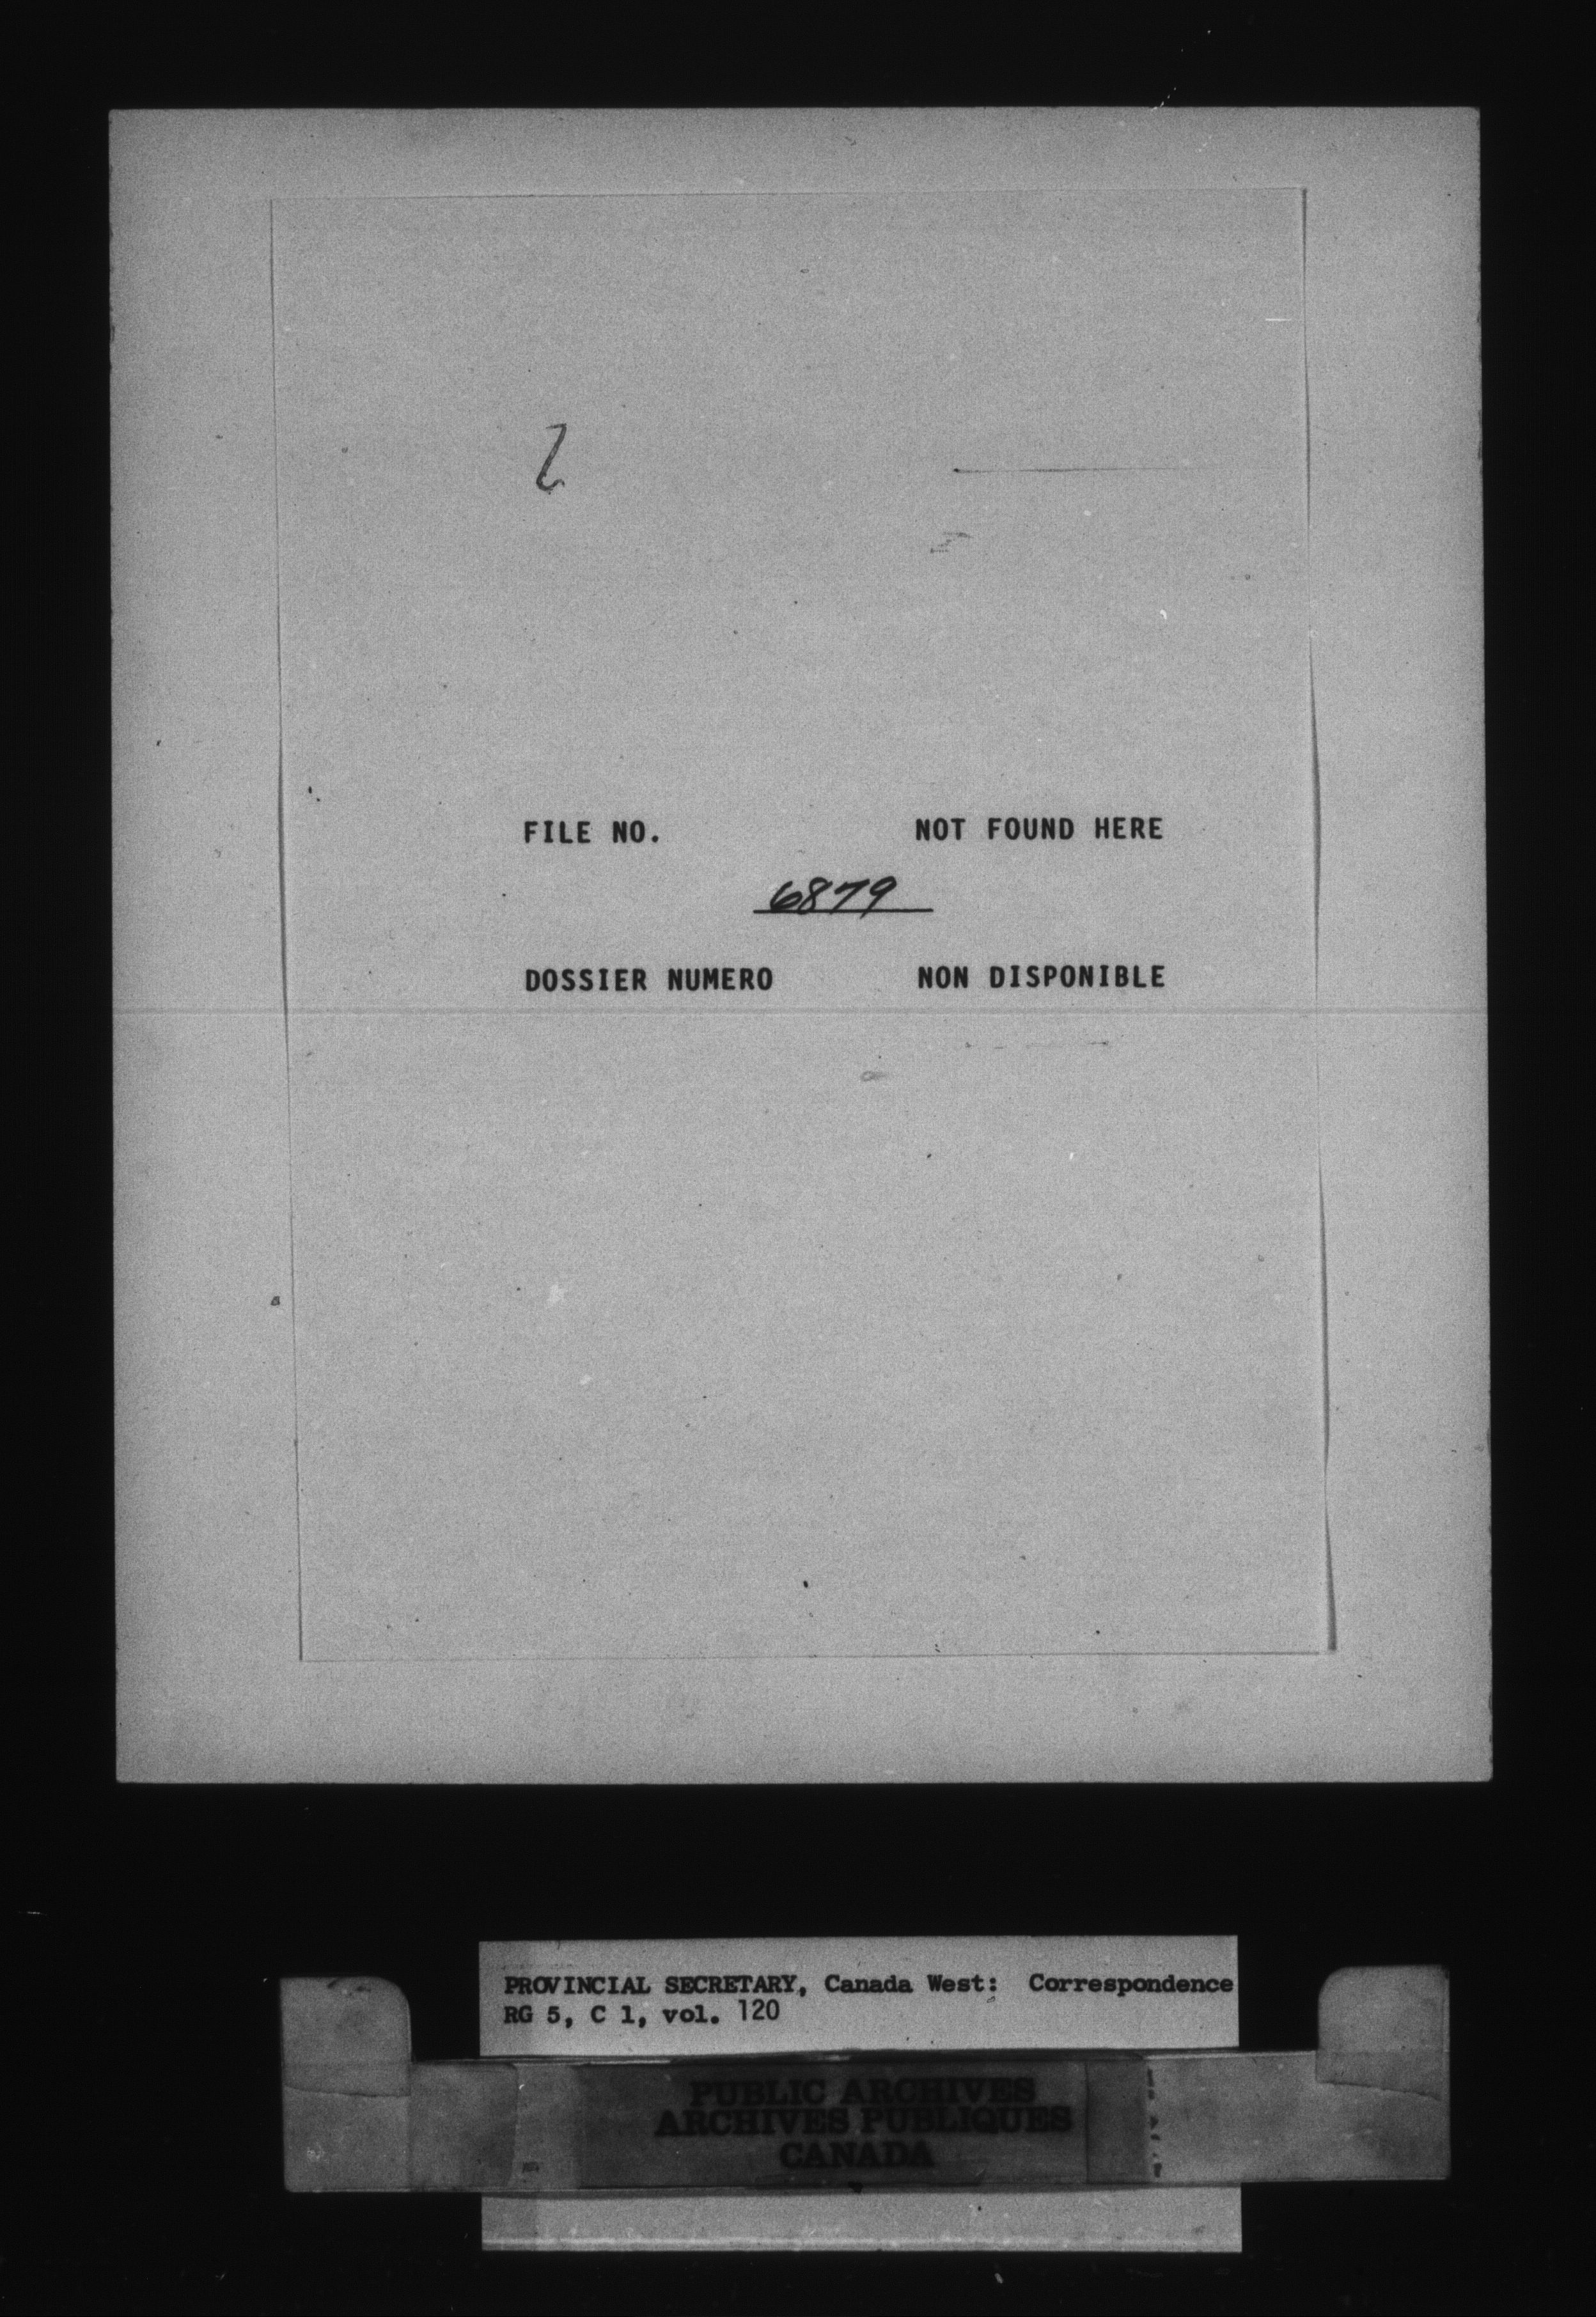 FILE NO. NOT FOUND HERE
6879
DOSSIER NUMERO NON DISPONIBLE
PROVINCIAL SECRETARY, Canada West: Correspondence
RG 5, C 1, vol. 120
PUBLIC ARCHIVES
ARCHIVES PUBLIQUES
CANADA